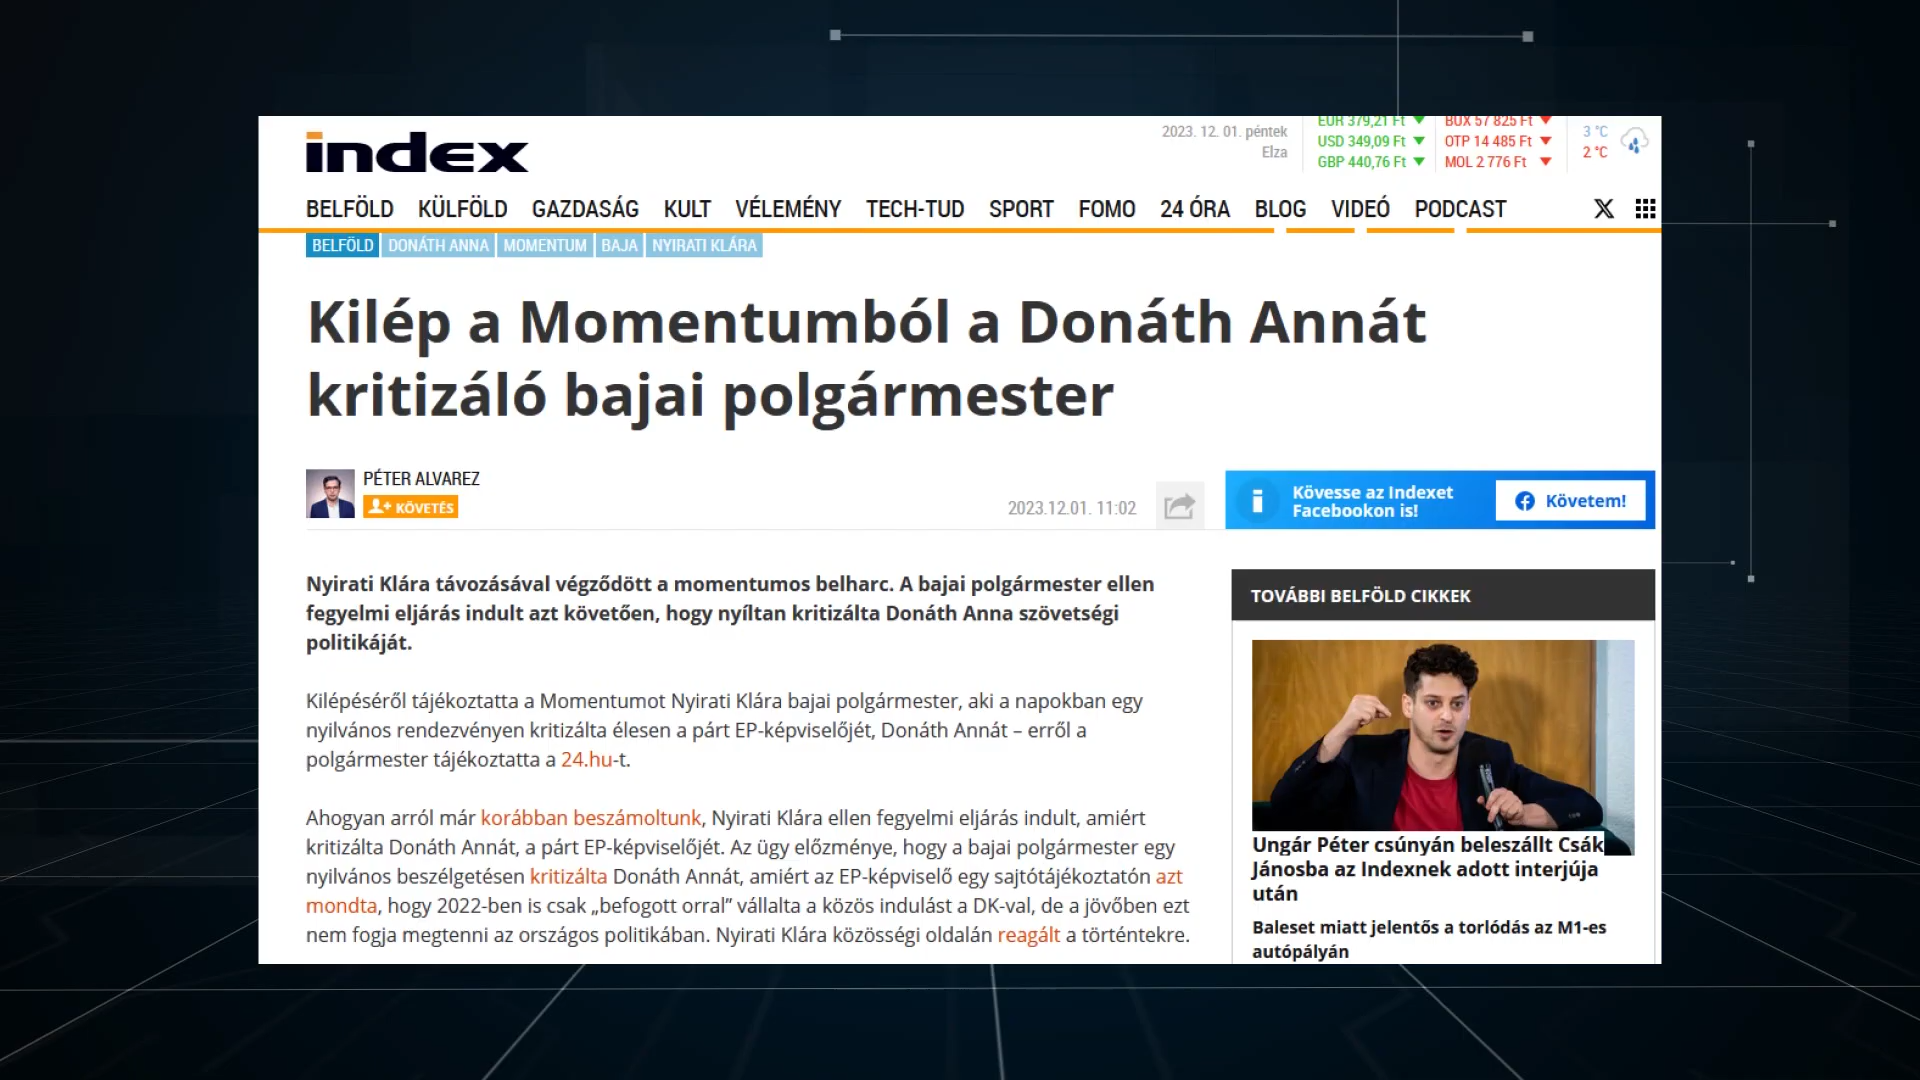 index
2023. 12. 01. péntek
Elza
EUR 379,21 Ft
USD 349,09 Ft
GBP 440,76 Ft
BUX 57 825 Ft
OTP 14 485 Ft
MOL 2 776 Ft
3 °C
2 °C
BELFÖLD KÜLFÖLD GAZDASÁG KULT VÉLEMÉNY TECH-TUD SPORT FOMO 24 ÓRA BLOG VIDEÓ PODCAST X
BELFÖLD DONÁTH ANNA MOMENTUM BAJA NYIRATI KLÁRA
Kilép a Momentumból a Donáth Annát
kritizáló bajai polgármester
PÉTER ALVAREZ
KÖVETÉS
2023.12.01. 11:02
Nyirati Klára távozásával végződött a momentumos belharc. A bajai polgármester ellen
fegyelmi eljárás indult azt követően, hogy nyíltan kritizálta Donáth Anna szövetségi
politikáját.
Kilépéséről tájékoztatta a Momentumot Nyirati Klára bajai polgármester, aki a napokban egy
nyilvános rendezvényen kritizálta élesen a párt EP-képviselőjét, Donáth Annát – erről a
polgármester tájékoztatta a 24.hu-t.
Ahogyan arról már korábban beszámoltunk, Nyirati Klára ellen fegyelmi eljárás indult, amiért
kritizálta Donáth Annát, a párt EP-képviselőjét. Az ügy előzménye, hogy a bajai polgármester egy
nyilvános beszélgetésen kritizálta Donáth Annát, amiért az EP-képviselő egy sajtótájékoztatón azt
mondta, hogy 2022-ben is csak „befogott orral” vállalta a közös indulást a DK-val, de a jövőben ezt
nem fogja megtenni az országos politikában. Nyirati Klára közösségi oldalán reagált a történtekre.
Kövesse az Indexet
Facebookon is!
Követem!
TOVÁBBI BELFÖLD CIKKEK
Ungár Péter csúnyán beleszállt Csák
Jánosba az Indexnek adott interjúja
után
Baleset miatt jelentős a torlódás az M1-es
autópályán